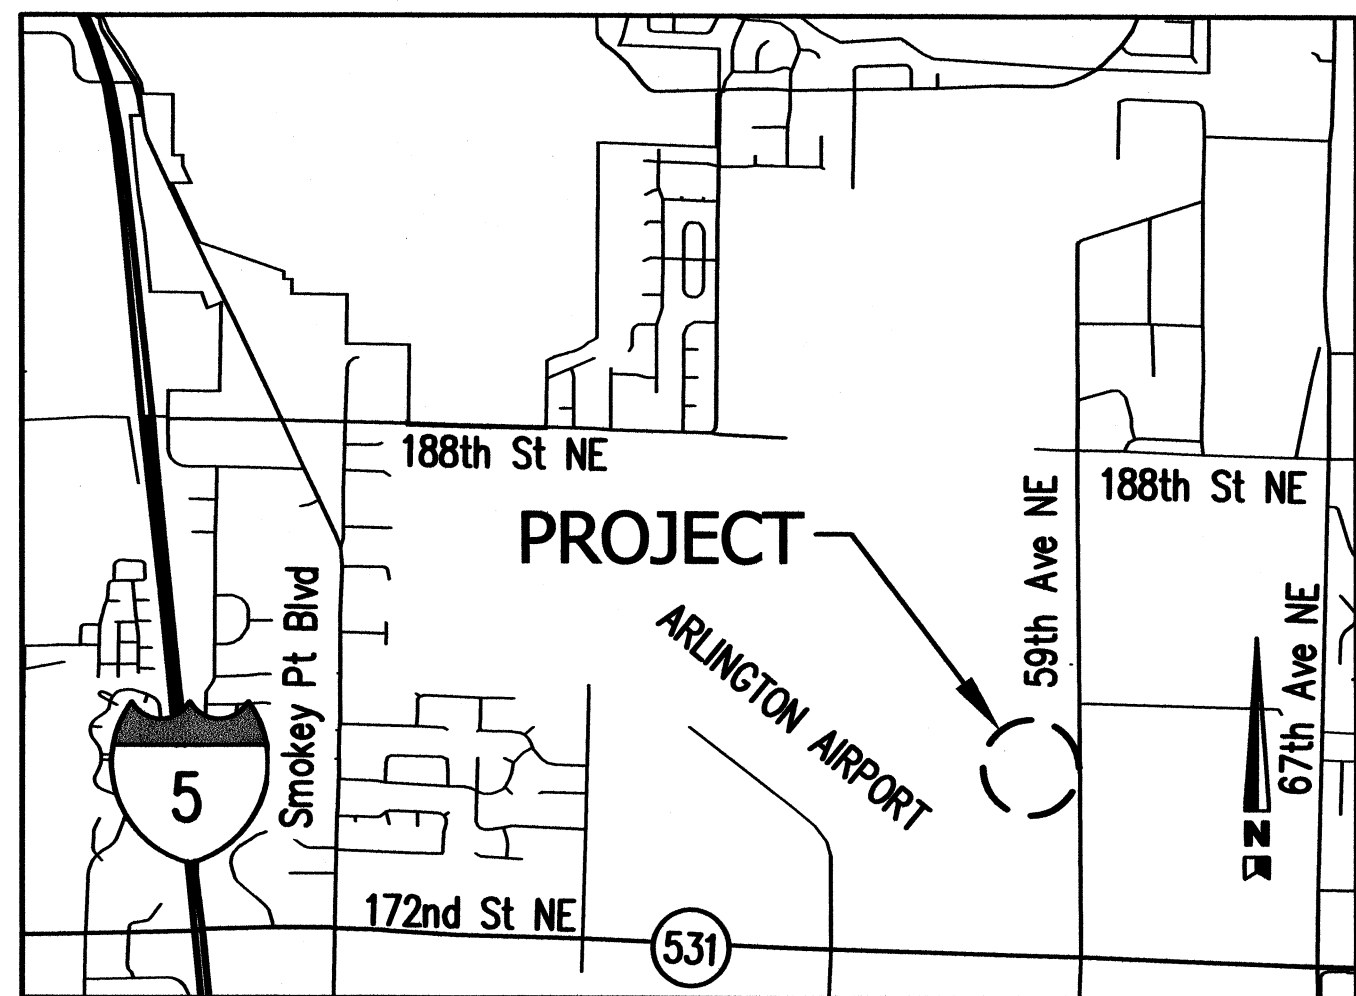 188th St NE
188th St NE
PROJECT
59th Ave NE
Smokey Pt Blvd
ARLINGTON AIRPORT
67th Ave NE
5
N
172nd St NE
531